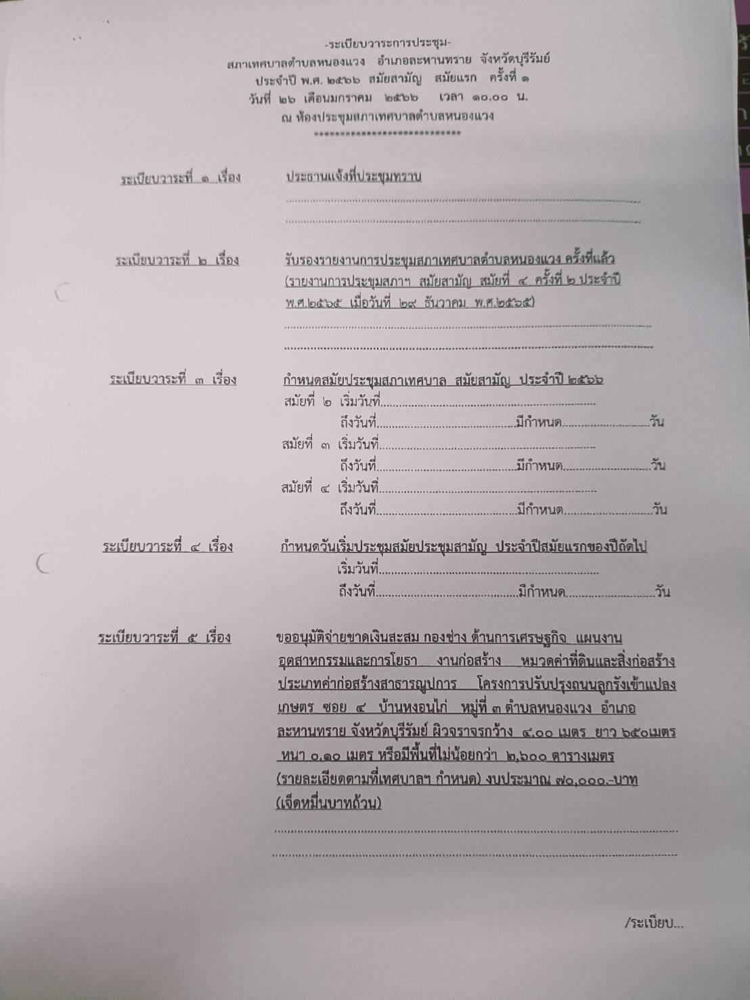 -ระเบียบวาระการประชุม-
สภาเทศบาลตำบลหนองแวง อำเภอละหานทราย จังหวัดบุรีรัมย์
ประจำปี พ.ศ. ๒๕๖๖ สมัยสามัญ สมัยแรก ครั้งที่ ๑
วันที่ ๒๖ เดือนมกราคม ๒๕๖๖ เวลา ๑๐.๐๐ น.
ณ ห้องประชุมสภาเทศบาลตำบลหนองแวง
****************************
ระเบียบวาระที่ ๑ เรื่อง ประธานแจ้งที่ประชุมทราบ
ระเบียบวาระที่ ๒ เรื่อง รับรองรายงานการประชุมสภาเทศบาลตำบลหนองแวง ครั้งที่แล้ว
(รายงานการประชุมสภาฯ สมัยสามัญ สมัยที่ ๔ ครั้งที่ ๒ ประจำปี
พ.ศ.๒๕๖๕ เมื่อวันที่ ๒๙ ธันวาคม พ.ศ.๒๕๖๕)
ระเบียบวาระที่ ๓ เรื่อง กำหนดสมัยประชุมสภาเทศบาล สมัยสามัญ ประจำปี ๒๕๖๖
สมัยที่ ๒ เริ่มวันที่..........
ถึงวันที่..........มีกำหนด..........วัน
สมัยที่ ๓ เริ่มวันที่..........
ถึงวันที่..........มีกำหนด..........วัน
สมัยที่ ๔ เริ่มวันที่..........
ถึงวันที่..........มีกำหนด..........วัน
ระเบียบวาระที่ ๔ เรื่อง กำหนดวันเริ่มประชุมสมัยประชุมสามัญ ประจำปีสมัยแรกของปีถัดไป
เริ่มวันที่..........
ถึงวันที่..........มีกำหนด..........วัน
ระเบียบวาระที่ ๕ เรื่อง ขออนุมัติจ่ายขาดเงินสะสม กองช่าง ด้านการเศรษฐกิจ แผนงาน
อุตสาหกรรมและการโยธา งานก่อสร้าง หมวดค่าที่ดินและสิ่งก่อสร้าง
ประเภทค่าก่อสร้างสาธารณูปการ โครงการปรับปรุงถนนลูกรังเข้าแปลง
เกษตร ซอย ๔ บ้านหงอนไก่ หมู่ที่ ๓ ตำบลหนองแวง อำเภอ
ละหานทราย จังหวัดบุรีรัมย์ ผิวจราจรกว้าง ๔.๐๐ เมตร ยาว ๖๕๐เมตร
หนา ๐.๑๐ เมตร หรือมีพื้นที่ไม่น้อยกว่า ๒,๖๐๐ ตารางเมตร
(รายละเอียดตามที่เทศบาลฯ กำหนด) งบประมาณ ๗๐,๐๐๐.-บาท
(เจ็ดหมื่นบาทถ้วน)
/ระเบียบ...